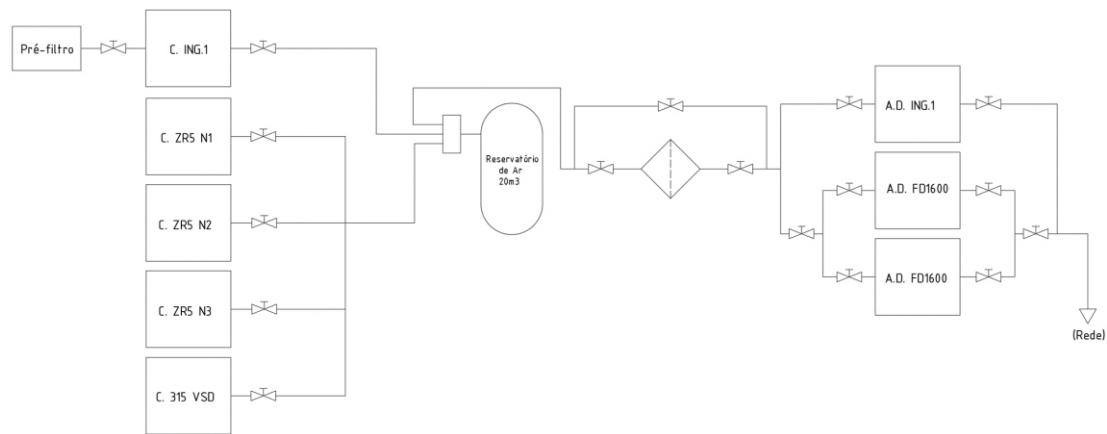 Pré-filtro
C. ING.1
C. ZR5 N1
C. ZR5 N2
C. ZR5 N3
C. 315 VSD
Reservatório
de Ar
20m3
A.D. ING.1
A.D. FD1600
A.D. FD1600
(Rede)